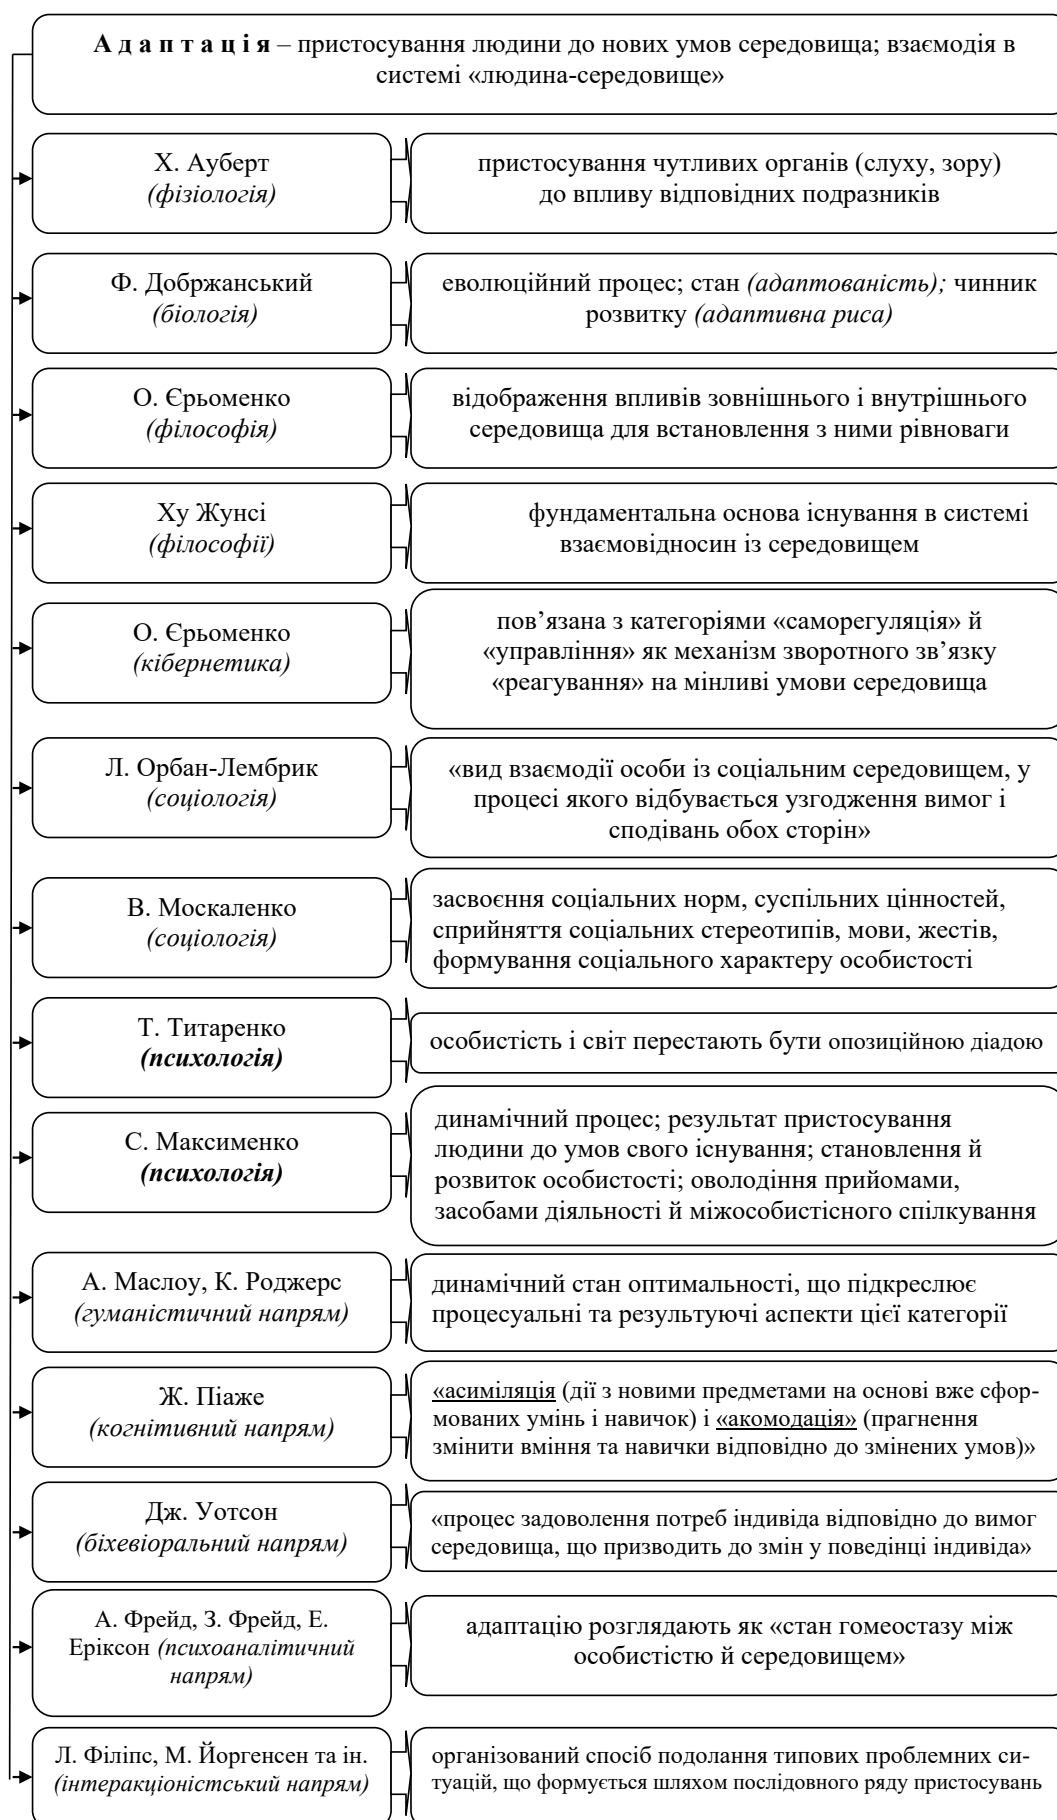 А д а п т а ц і я – пристосування людини до нових умов середовища; взаємодія в
системі «людина-середовище»
Х. Ауберт
(фізіологія)
пристосування чутливих органів (слуху, зору)
до впливу відповідних подразників
Ф. Добржанський
(біологія)
еволюційний процес; стан (адаптованість); чинник
розвитку (адаптивна риса)
О. Єрьоменко
(філософія)
відображення впливів зовнішнього і внутрішнього
середовища для встановлення з ними рівноваги
Ху Жунсі
(філософії)
фундаментальна основа існування в системі
взаємовідносин із середовищем
О. Єрьоменко
(кібернетика)
пов’язана з категоріями «саморегуляція» й
«управління» як механізм зворотного зв’язку
«реагування» на мінливі умови середовища
Л. Орбан-Лембрик
(соціологія)
«вид взаємодії особи із соціальним середовищем, у
процесі якого відбувається узгодження вимог і
сподівань обох сторін»
В. Москаленко
(соціологія)
засвоєння соціальних норм, суспільних цінностей,
сприйняття соціальних стереотипів, мови, жестів,
формування соціального характеру особистості
Т. Титаренко
(психологія)
особистість і світ перестають бути опозиційною діадою
С. Максименко
(психологія)
динамічний процес; результат пристосування
людини до умов свого існування; становлення й
розвиток особистості; оволодіння прийомами,
засобами діяльності й міжособистісного спілкування
А. Маслоу, К. Роджерс
(гуманістичний напрям)
динамічний стан оптимальності, що підкреслює
процесуальні та результуючі аспекти цієї категорії
Ж. Піаже
(когнітивний напрям)
«асиміляція (дії з новими предметами на основі вже сфор-
мованих умінь і навичок) і «акомодація» (прагнення
змінити вміння та навички відповідно до змінених умов)»
Дж. Уотсон
(біхевіоральний напрям)
«процес задоволення потреб індивіда відповідно до вимог
середовища, що призводить до змін у поведінці індивіда»
А. Фрейд, З. Фрейд, Е.
Еріксон (психоаналітичний
напрям)
адаптацію розглядають як «стан гомеостазу між
особистістю й середовищем»
Л. Філіпс, М. Йоргенсен та ін.
(інтеракціоністський напрям)
організований спосіб подолання типових проблемних си-
туацій, що формується шляхом послідовного ряду пристосувань